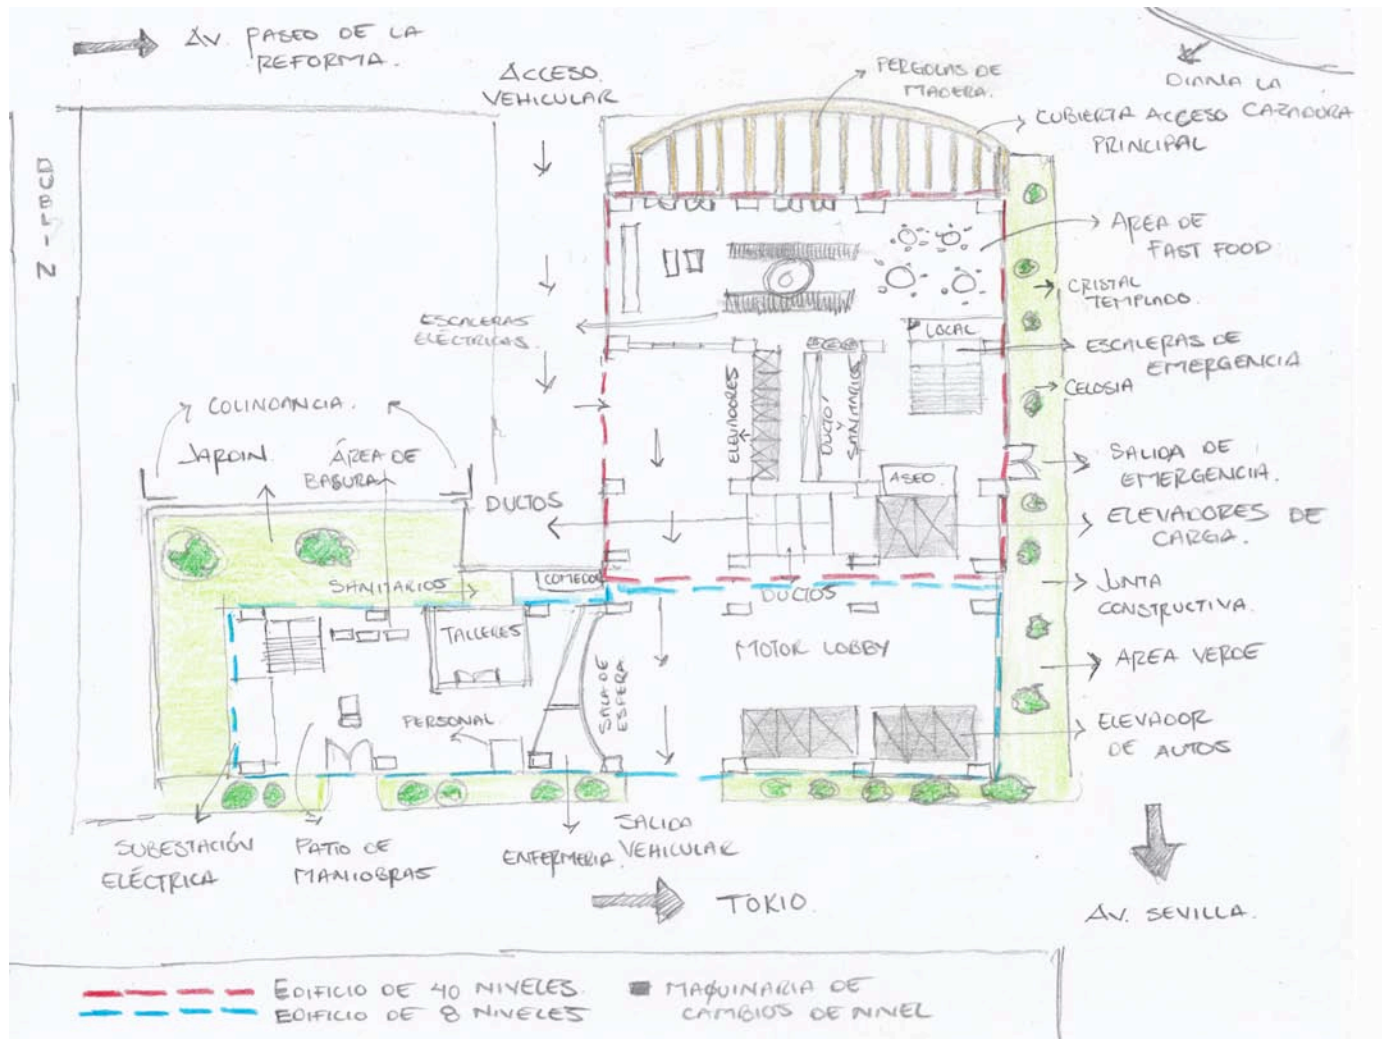 AV. PASEO DE LA
REFORMA.
ACCESO
VEHICULAR
PERGOLAS DE
MADERA.
DIANA LA
CAZADORA
CUBIERTA ACCESO
PRINCIPAL
DUBLIN
AREA DE
FAST FOOD
CRISTAL
TEMPLADO.
ESCALERAS
ELÉCTRICAS.
LOCAL
ESCALERAS DE
EMERGENCIA
CELOSIA
ELEVADORES
DUCTO
SANITARIOS
COLINDANCIA.
JARDIN
ÁREA DE
BASURA
SALIDA DE
EMERGENCIA.
ASEO.
DUCTOS
ELEVADORES DE
CARGA.
SANITARIOS
COMEDOR
DUCTOS
JUNTA
CONSTRUCTIVA.
TALLERES
MOTOR LOBBY
AREA VERDE
SALA DE
ESPERA.
PERSONAL.
ELEVADOR
DE AUTOS
SUBESTACIÓN
ELÉCTRICA
PATIO DE
MANIOBRAS
ENFERMERIA.
SALIDA
VEHICULAR
TOKIO.
AV. SEVILLA.
EDIFICIO DE 40 NIVELES.
EDIFICIO DE 8 NIVELES
MAQUINARIA DE
CAMBIOS DE NIVEL